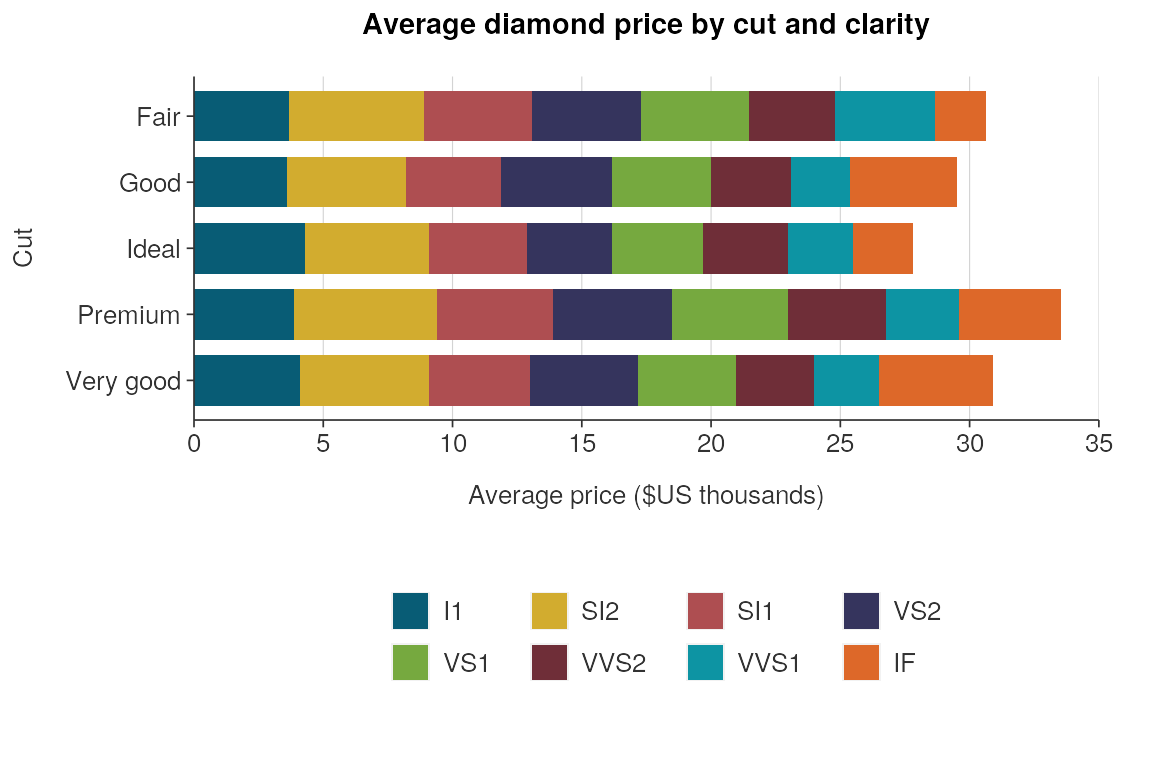 Average diamond price by cut and clarity
Cut
Fair
Good
Ideal
Premium
Very good
0 5 10 15 20 25 30 35
Average price ($US thousands)
I1 SI2 SI1 VS2
VS1 VVS2 VVS1 IF